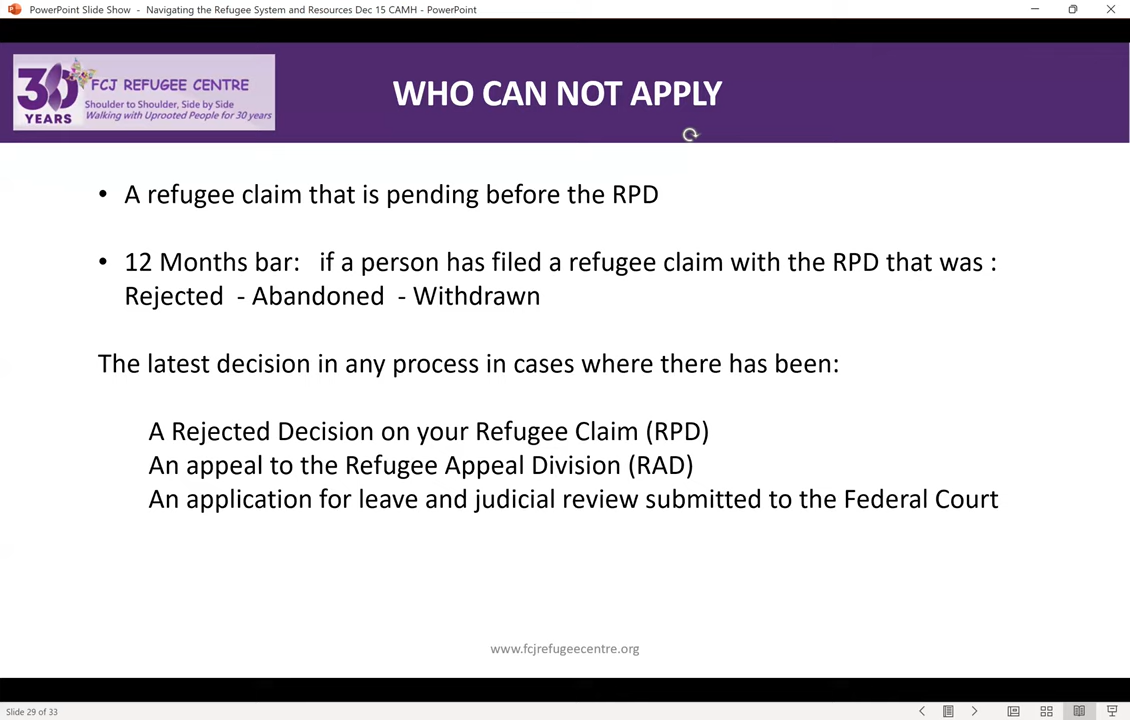 PowerPoint Slide Show - Navigating the Refugee System and Resources Dec 15 CAMH - PowerPoint
30 YEARS
FCJ REFUGEE CENTRE
Shoulder to Shoulder, Side by Side
Walking with Uprooted People for 30 years
WHO CAN NOT APPLY
• A refugee claim that is pending before the RPD
• 12 Months bar: if a person has filed a refugee claim with the RPD that was :
Rejected - Abandoned - Withdrawn
The latest decision in any process in cases where there has been:
A Rejected Decision on your Refugee Claim (RPD)
An appeal to the Refugee Appeal Division (RAD)
An application for leave and judicial review submitted to the Federal Court
www.fcjrefugeecentre.org
Slide 29 of 33